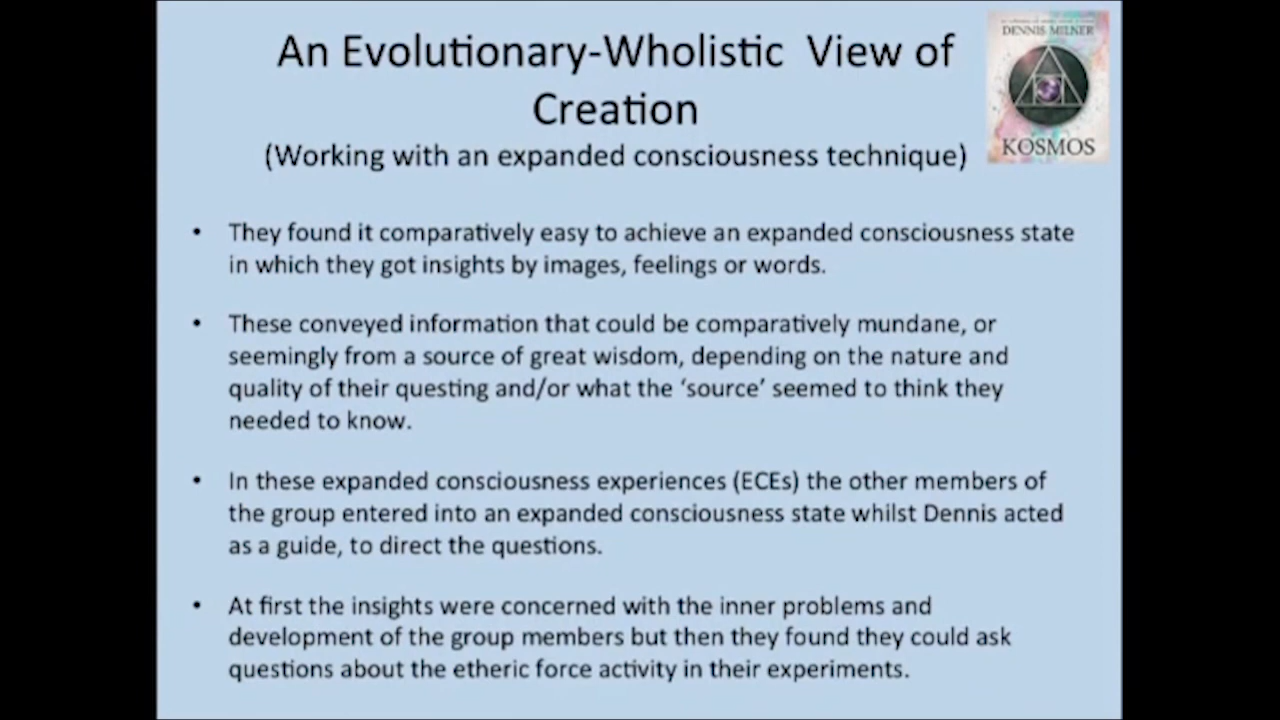 An Evolutionary-Wholistic View of
Creation
(Working with an expanded consciousness technique)
DENNIS MILNER
KOSMOS
• They found it comparatively easy to achieve an expanded consciousness state
in which they got insights by images, feelings or words.
• These conveyed information that could be comparatively mundane, or
seemingly from a source of great wisdom, depending on the nature and
quality of their questing and/or what the ‘source’ seemed to think they
needed to know.
• In these expanded consciousness experiences (ECEs) the other members of
the group entered into an expanded consciousness state whilst Dennis acted
as a guide, to direct the questions.
• At first the insights were concerned with the inner problems and
development of the group members but then they found they could ask
questions about the etheric force activity in their experiments.